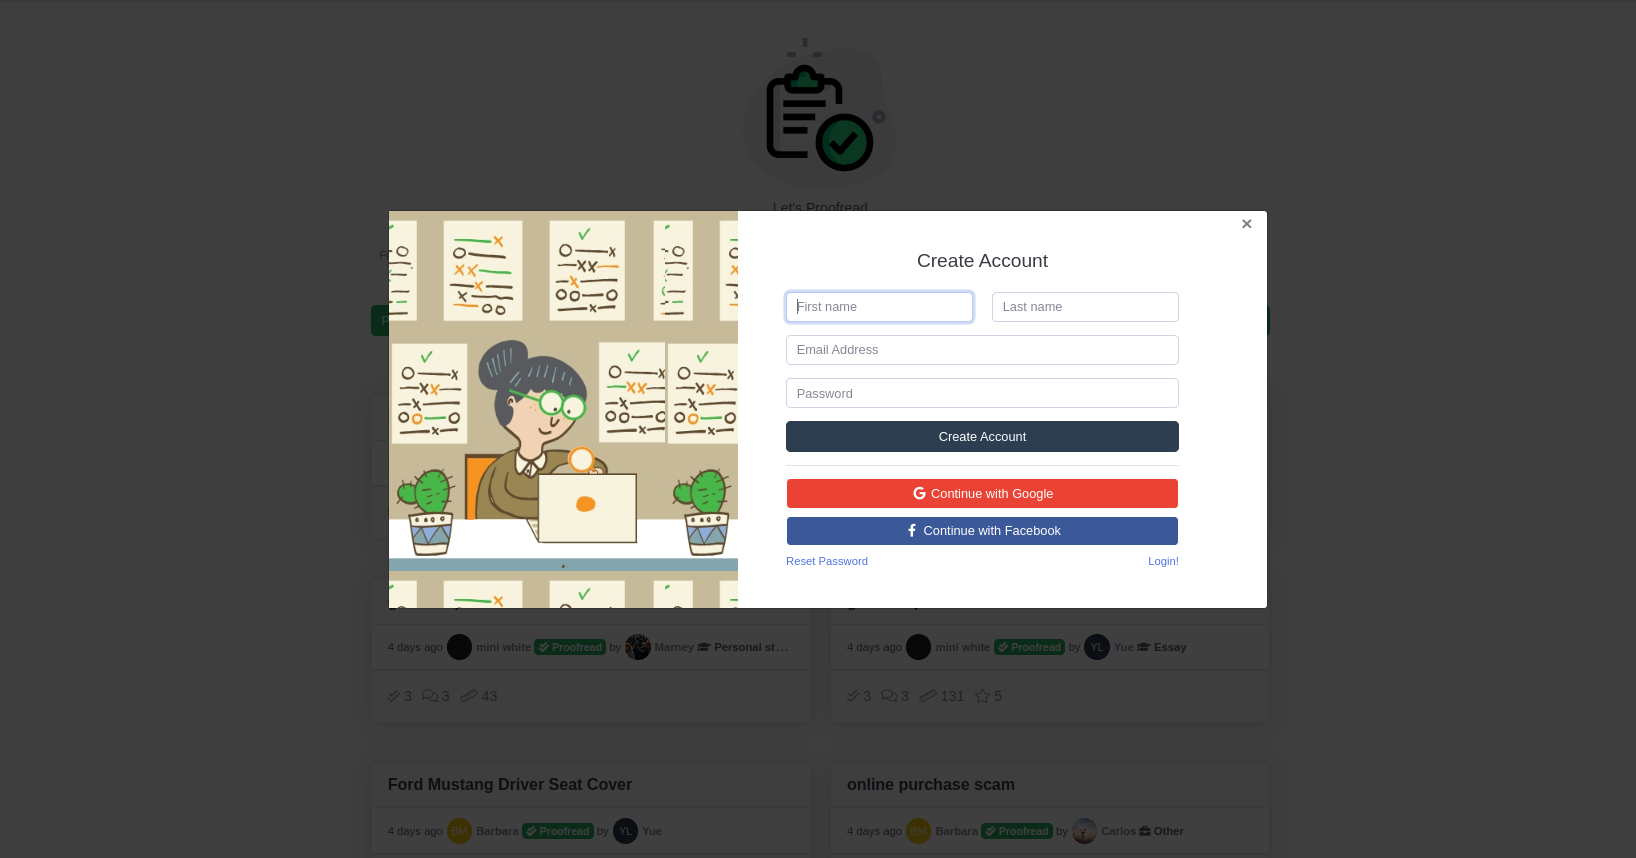 Let's Proofread
×
Create Account
First name
Last name
Email Address
Password
Create Account
Continue with Google
Continue with Facebook
Reset Password
Login!
4 days ago mini white Proofread by Marney Personal st...
4 days ago mini white Proofread by YL Yue Essay
3 3 43
3 3 131 5
Ford Mustang Driver Seat Cover
online purchase scam
4 days ago BM Barbara Proofread by YL Yue
4 days ago BM Barbara Proofread by Carlos Other